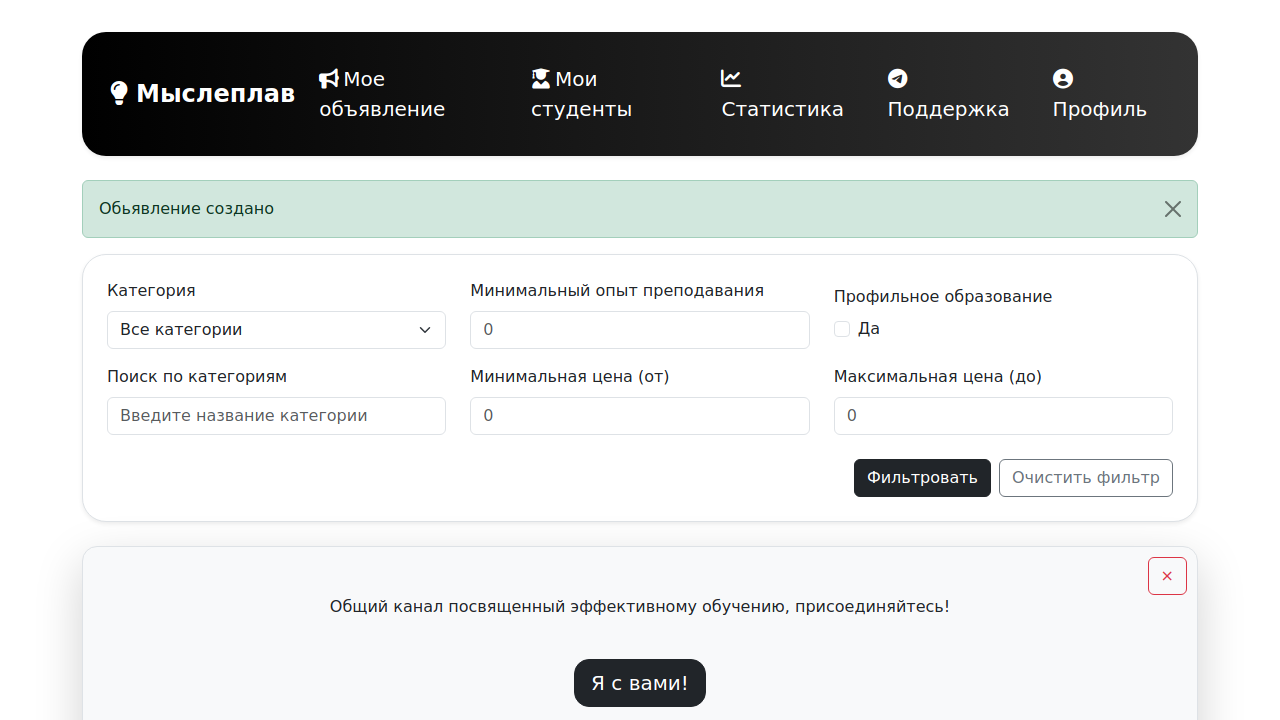 Мыслеплав
Мое объявление
Мои студенты
Статистика
Поддержка
Профиль
Обьявление создано
Категория
Все категории
Минимальный опыт преподавания
0
Профильное образование
Да
Поиск по категориям
Введите название категории
Минимальная цена (от)
0
Максимальная цена (до)
0
Фильтровать
Очистить фильтр
×
Общий канал посвященный эффективному обучению, присоединяйтесь!
Я с вами!